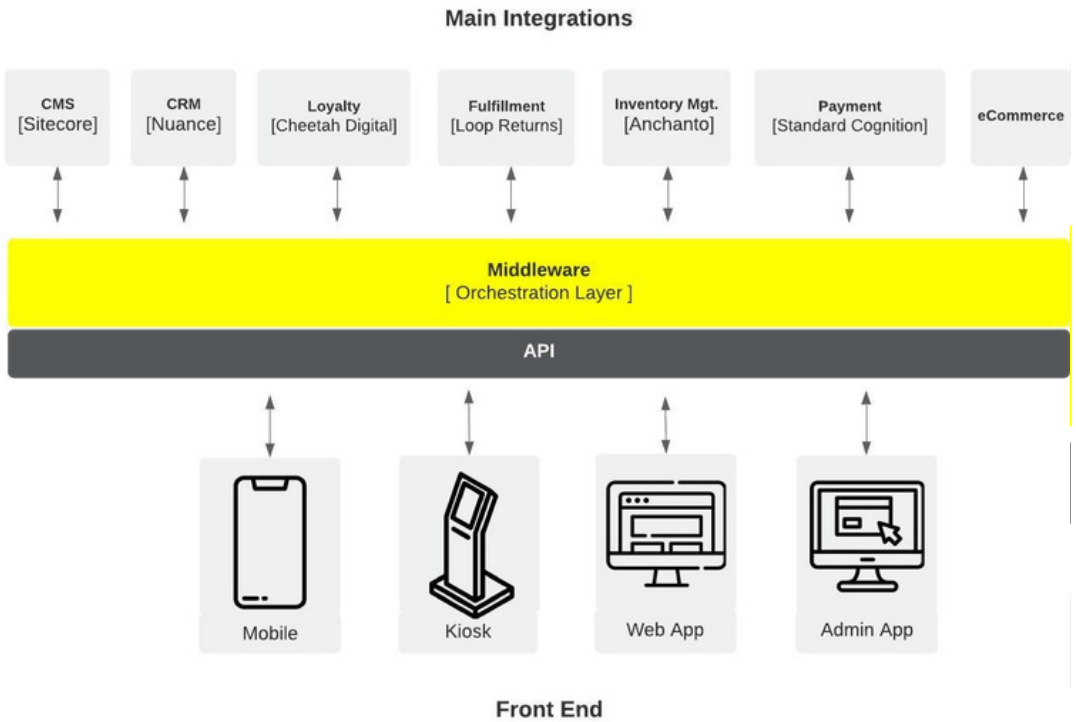 Main Integrations
CMS
[Sitecore]
CRM
[Nuance]
Loyalty
[Cheetah Digital]
Fulfillment
[Loop Returns]
Inventory Mgt.
[Anchanto]
Payment
[Standard Cognition]
eCommerce
Middleware
[ Orchestration Layer ]
API
Mobile
Kiosk
Web App
Admin App
Front End